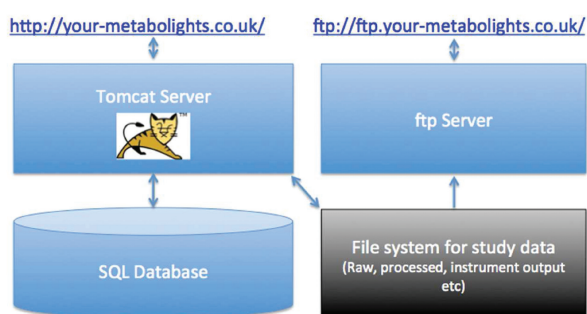 http://your-metabolights.co.uk/
ftp://ftp.your-metabolights.co.uk/
Tomcat Server
TM
ftp Server
SQL Database
File system for study data
(Raw, processed, instrument output
etc)